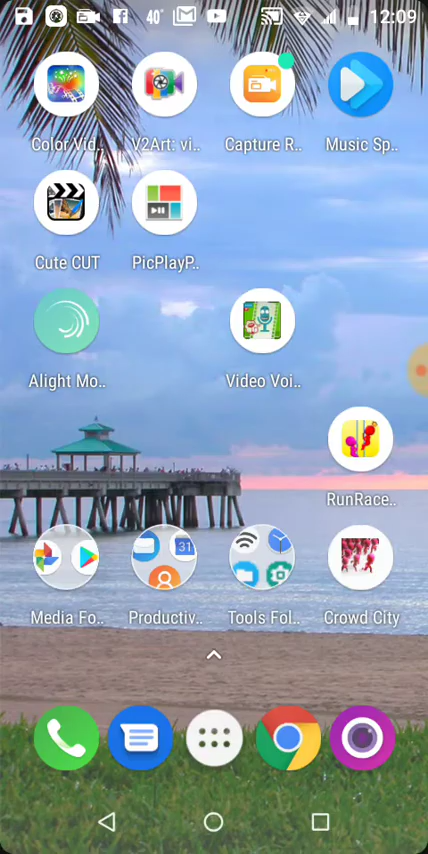 40°
12:09
Color Vid..
V2Art: vi..
Capture R..
Music Sp..
Cute CUT
PicPlayP..
Alight Mo..
Video Voi..
RunRace..
31
Media Fo..
Productiv..
Tools Fol..
Crowd City